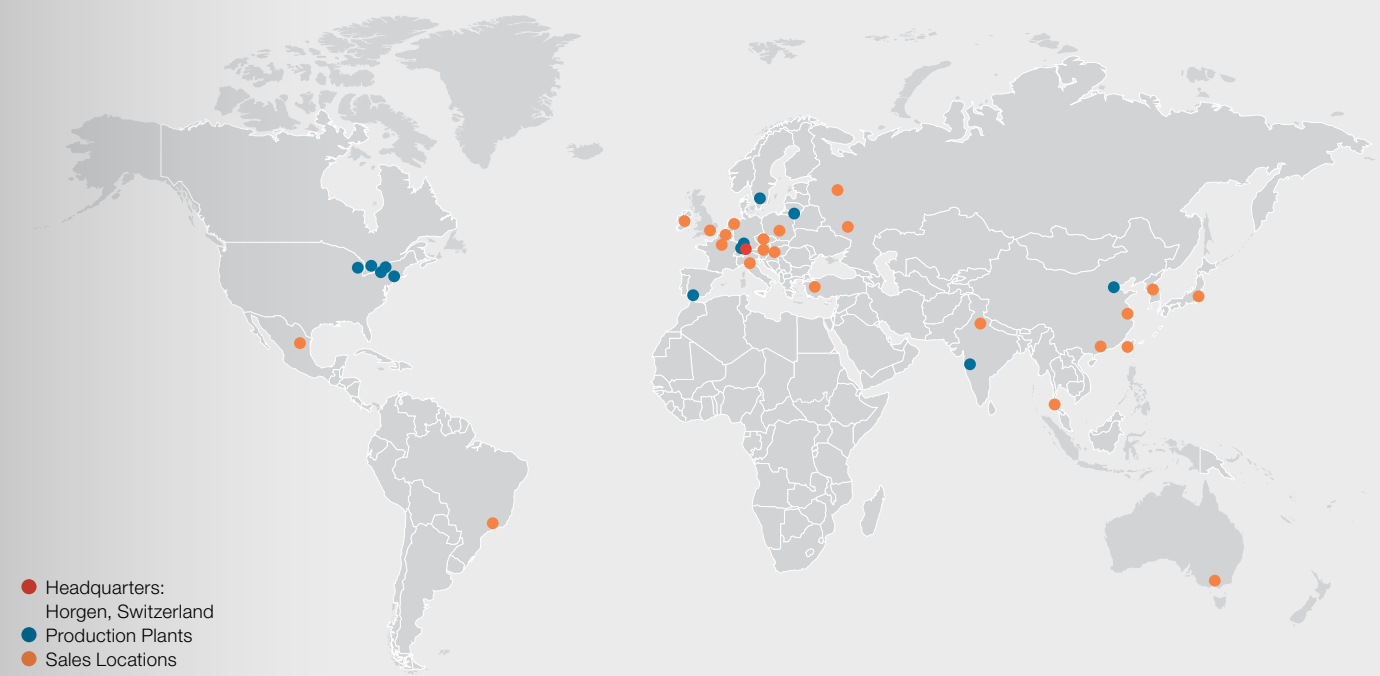 Headquarters:
Horgen, Switzerland
Production Plants
Sales Locations